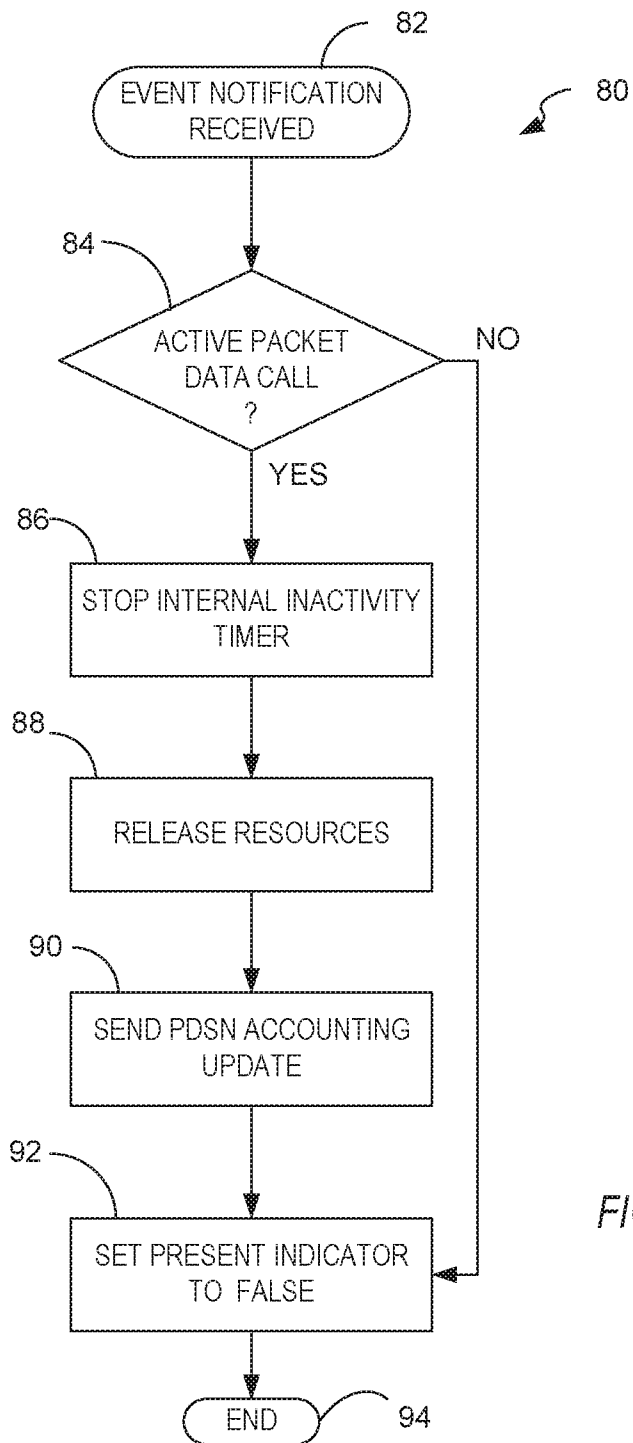 82
EVENT NOTIFICATION
RECEIVED
80
84
ACTIVE PACKET
DATA CALL
?
NO
YES
86
STOP INTERNAL INACTIVITY
TIMER
88
RELEASE RESOURCES
90
SEND PDSN ACCOUNTING
UPDATE
92
SET PRESENT INDICATOR
TO FALSE
END
94